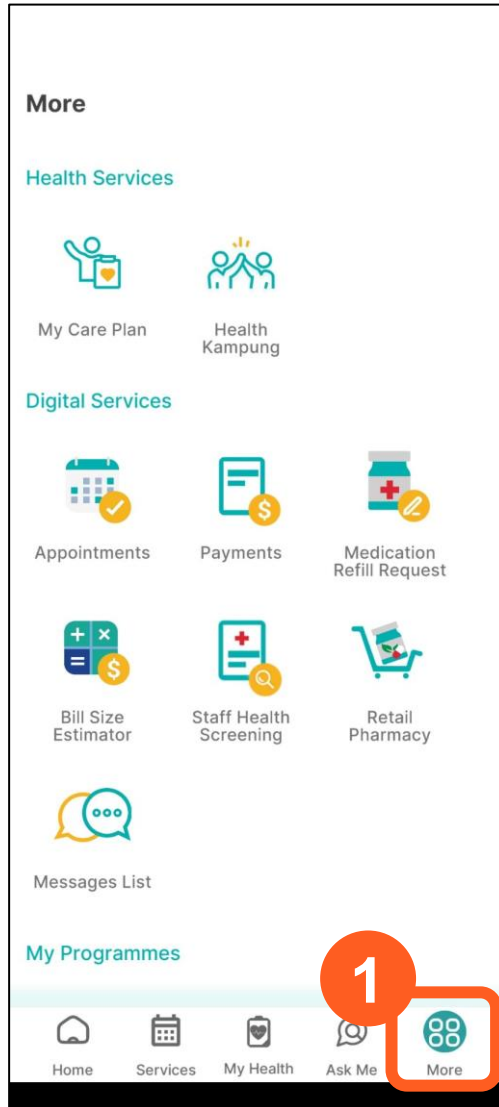 More
Health Services
My Care Plan
Health
Kampung
Digital Services
Appointments
Payments
Medication
Refill Request
Bill Size
Estimator
Staff Health
Screening
Retail
Pharmacy
Messages List
My Programmes
1
Home
Services
My Health
Ask Me
More